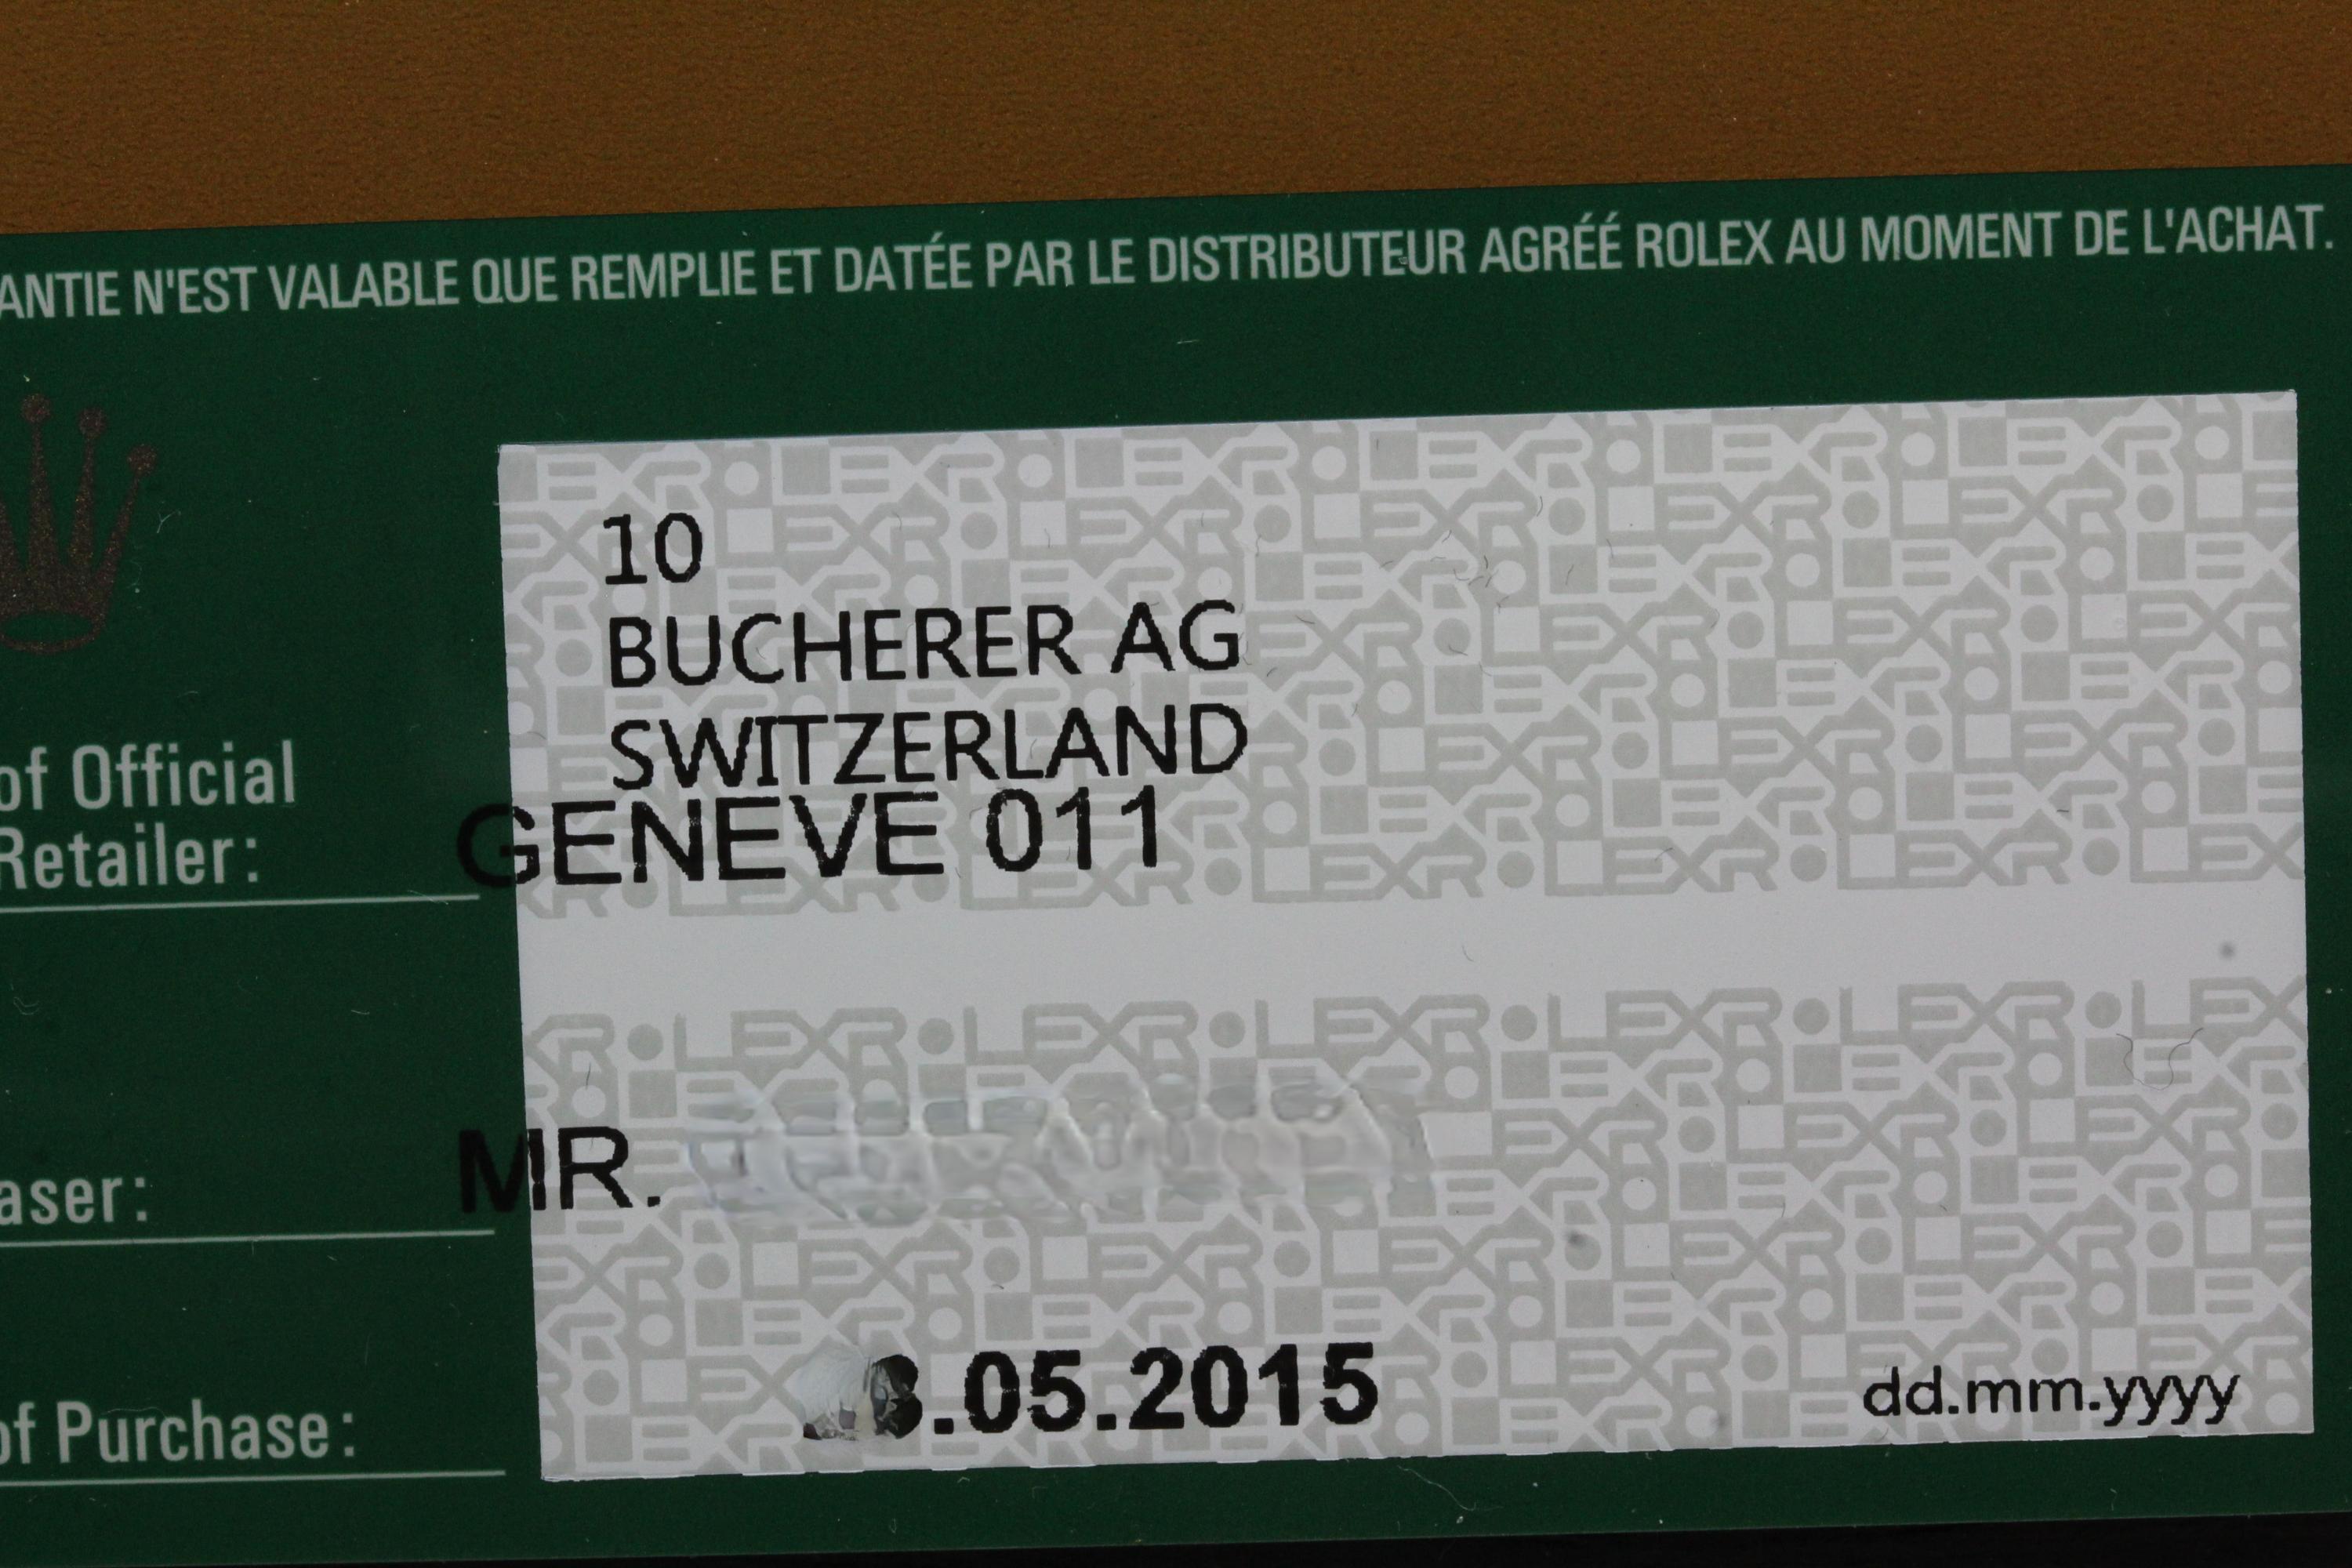 ANTIE N'EST VALABLE QUE REMPLIE ET DATÉE PAR LE DISTRIBUTEUR AGRÉÉ ROLEX AU MOMENT DE L'ACHAT.
10
BUCHERER AG
SWITZERLAND
of Official
Retailer:
GENEVE 011
aser:
MR.
of Purchase:
.05.2015
dd.mm.yyyy